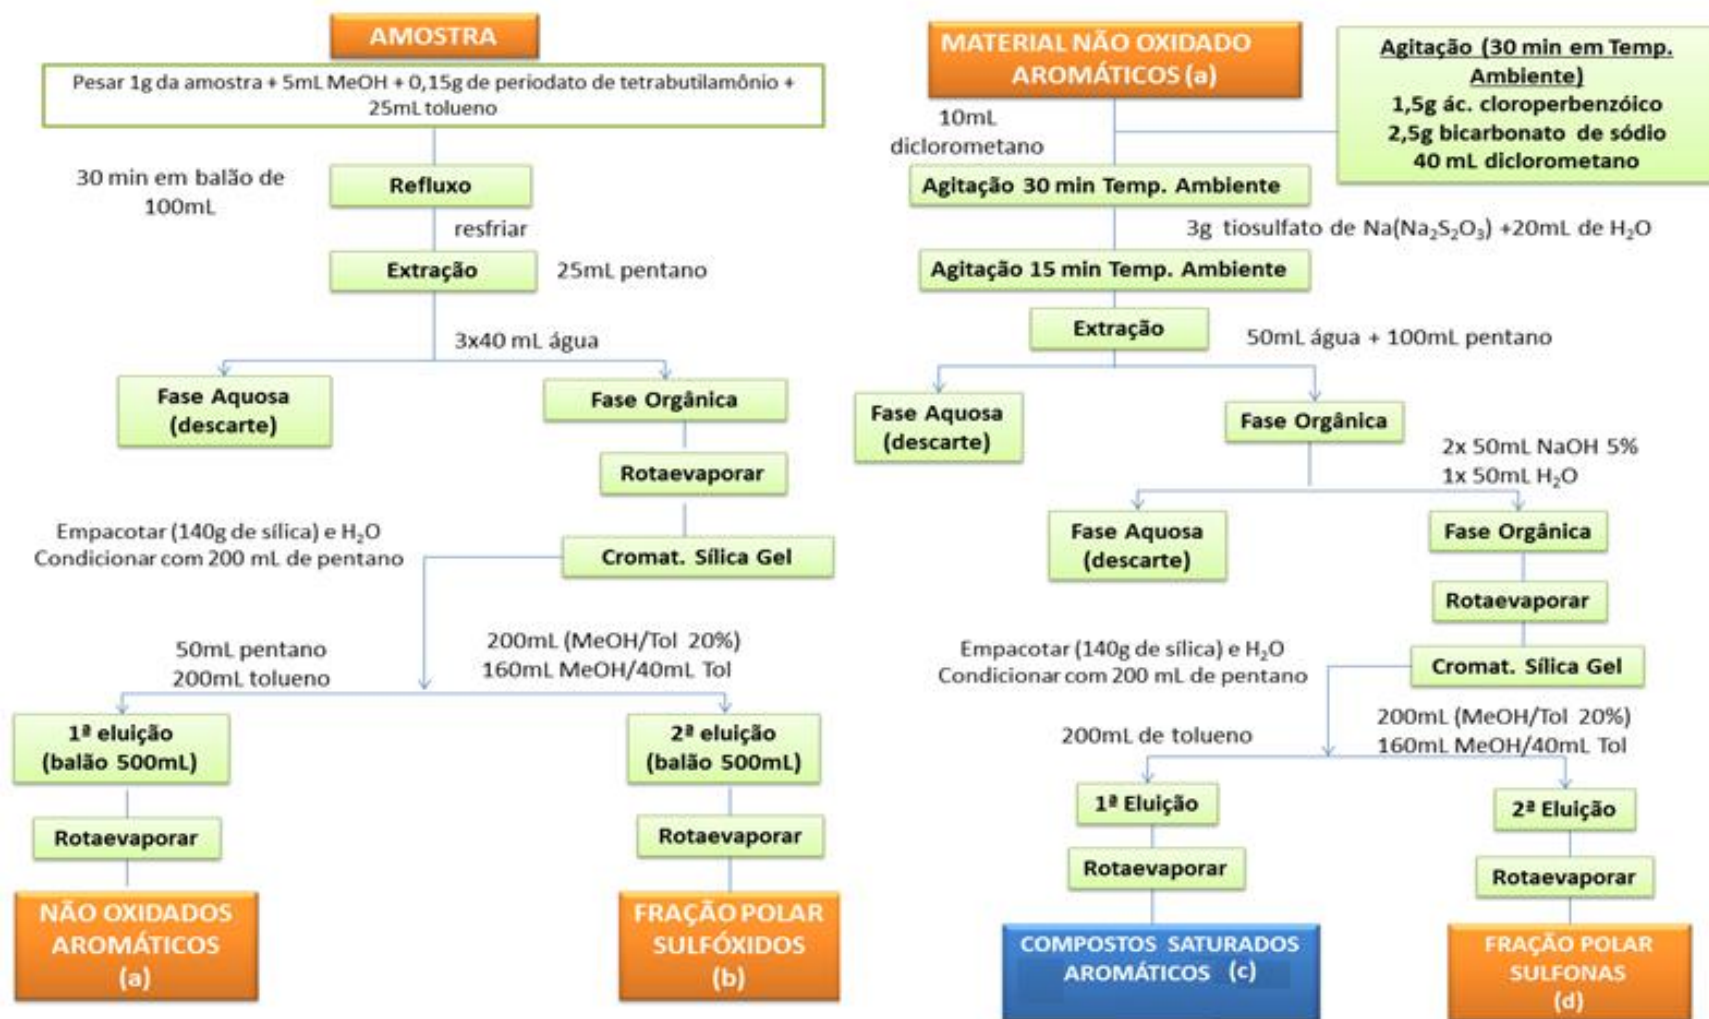 AMOSTRA
Pesar 1g da amostra + 5mL MeOH + 0,15g de periodato de tetrabutilamônio +
25mL tolueno
30 min em balão de
100mL
Refluxo
resfriar
Extração
25mL pentano
3x40 mL água
Fase Aquosa
(descarte)
Fase Orgânica
Rotaevaporar
Empacotar (140g de sílica) e H₂O
Condicionar com 200 mL de pentano
Cromat. Sílica Gel
50mL pentano
200mL tolueno
200mL (MeOH/Tol 20%)
160mL MeOH/40mL Tol
1ª eluição
(balão 500mL)
2ª eluição
(balão 500mL)
Rotaevaporar
Rotaevaporar
NÃO OXIDADOS
AROMÁTICOS
(a)
FRAÇÃO POLAR
SULFÓXIDOS
(b)
MATERIAL NÃO OXIDADO
AROMÁTICOS (a)
Agitação (30 min em Temp.
Ambiente)
1,5g ác. cloroperbenzóico
2,5g bicarbonato de sódio
40 mL diclorometano
10mL
diclorometano
Agitação 30 min Temp. Ambiente
3g tiosulfato de Na(Na₂S₂O₃) +20mL de H₂O
Agitação 15 min Temp. Ambiente
Extração
50mL água + 100mL pentano
Fase Aquosa
(descarte)
Fase Orgânica
2x 50mL NaOH 5%
1x 50mL H₂O
Fase Aquosa
(descarte)
Fase Orgânica
Rotaevaporar
Empacotar (140g de sílica) e H₂O
Condicionar com 200 mL de pentano
Cromat. Sílica Gel
200mL de tolueno
200mL (MeOH/Tol 20%)
160mL MeOH/40mL Tol
1ª Eluição
2ª Eluição
Rotaevaporar
Rotaevaporar
COMPOSTOS SATURADOS
AROMÁTICOS (c)
FRAÇÃO POLAR
SULFONAS
(d)